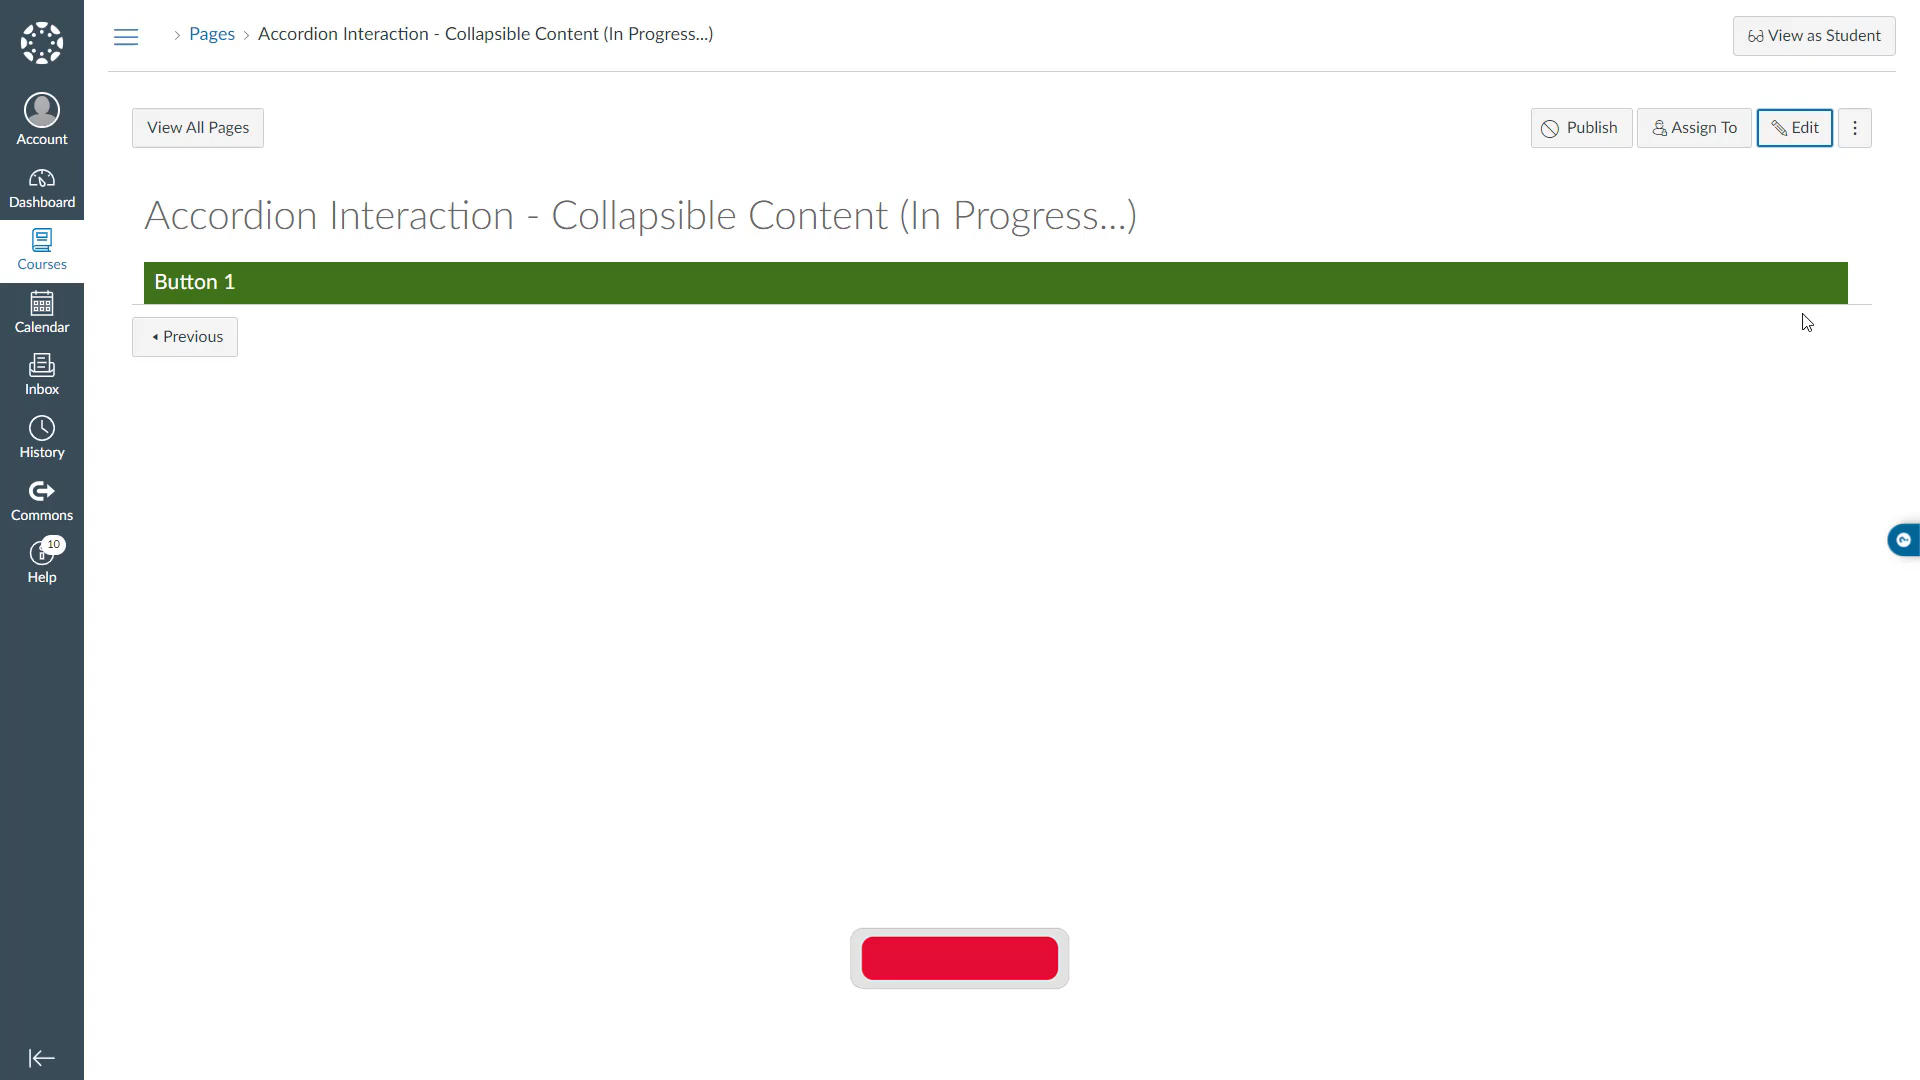 Pages
Accordion Interaction - Collapsible Content (In Progress...)
View as Student
Account
Dashboard
Courses
Calendar
Inbox
History
Commons
10
Help
View All Pages
Publish
Assign To
Edit
Accordion Interaction - Collapsible Content (In Progress...)
Button 1
Previous